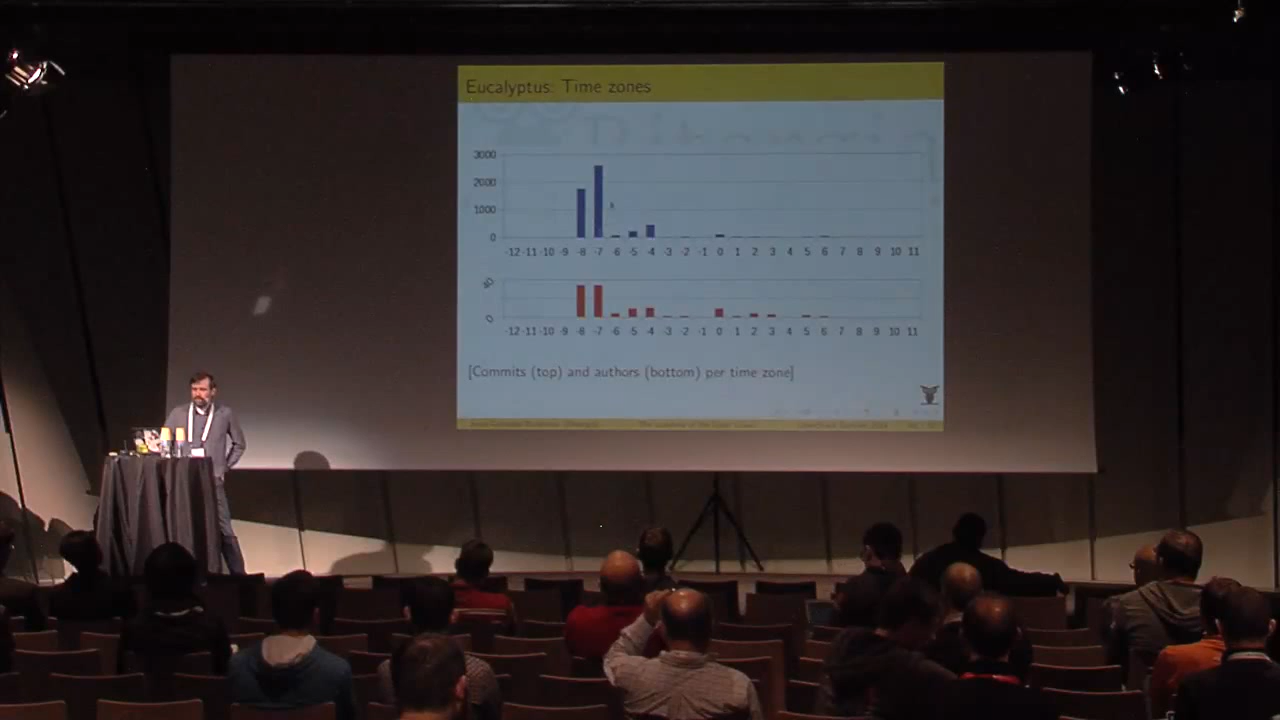 Eucalyptus: Time zones
3000
2000
1000
0
-12 -11 -10 -9 -8 -7 -6 -5 -4 -3 -2 -1 0 1 2 3 4 5 6 7 8 9 10 11
0
-12 -11 -10 -9 -8 -7 -6 -5 -4 -3 -2 -1 0 1 2 3 4 5 6 7 8 9 10 11
[Commits (top) and authors (bottom) per time zone]